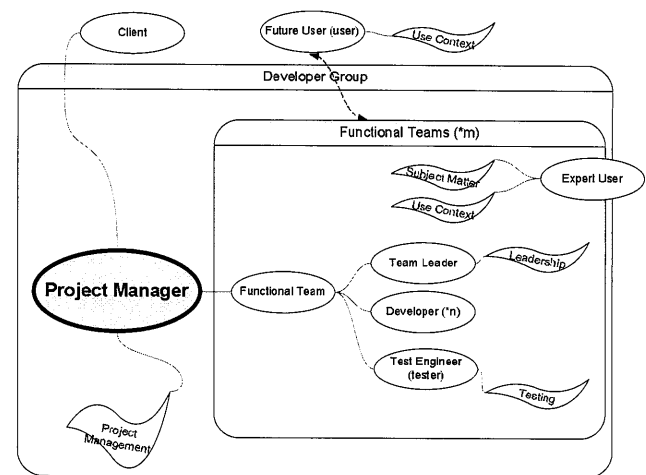 Client
Future User (user)
Use Context
Developer Group
Functional Teams (*m)
Subject Matter
Expert User
Use Context
Team Leader
Leadership
Project Manager
Functional Team
Developer (*n)
Test Engineer
(tester)
Testing
Project
Management